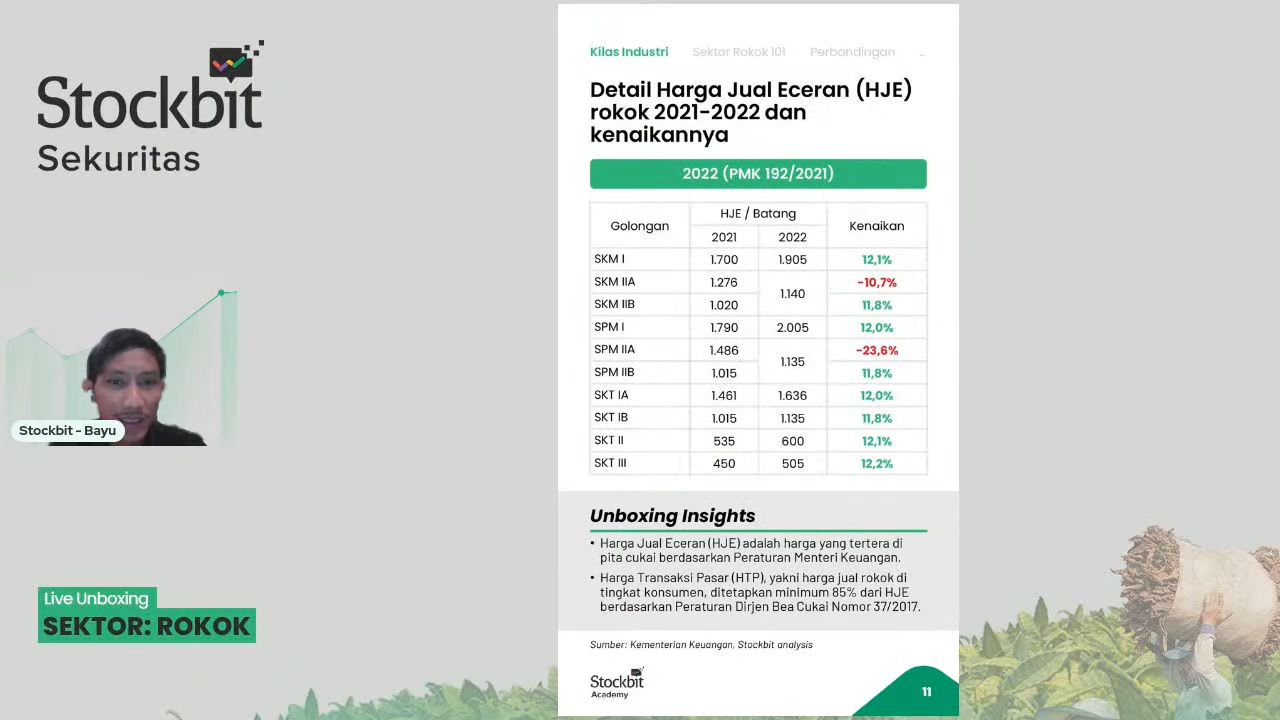 Stockbit
Sekuritas
Stockbit - Bayu
Live Unboxing
SEKTOR: ROKOK
Kilas Industri Sektor Rokok 101 Perbandingan ...
Detail Harga Jual Eceran (HJE)
rokok 2021-2022 dan
kenaikannya
2022 (PMK 192/2021)
Golongan HJE / Batang Kenaikan
2021 2022
SKM I 1.700 1.905 12,1%
SKM IIA 1.276 1.140 -10,7%
SKM IIB 1.020 11,8%
SPM I 1.790 2.005 12,0%
SPM IIA 1.486 1.135 -23,6%
SPM IIB 1.015 11,8%
SKT IA 1.461 1.636 12,0%
SKT IB 1.015 1.135 11,8%
SKT II 535 600 12,1%
SKT III 450 505 12,2%
Unboxing Insights
• Harga Jual Eceran (HJE) adalah harga yang tertera di
pita cukai berdasarkan Peraturan Menteri Keuangan.
• Harga Transaksi Pasar (HTP), yakni harga jual rokok di
tingkat konsumen, ditetapkan minimum 85% dari HJE
berdasarkan Peraturan Dirjen Bea Cukai Nomor 37/2017.
Sumber: Kementerian Keuangan, Stockbit analysis
Stockbit
Academy
11